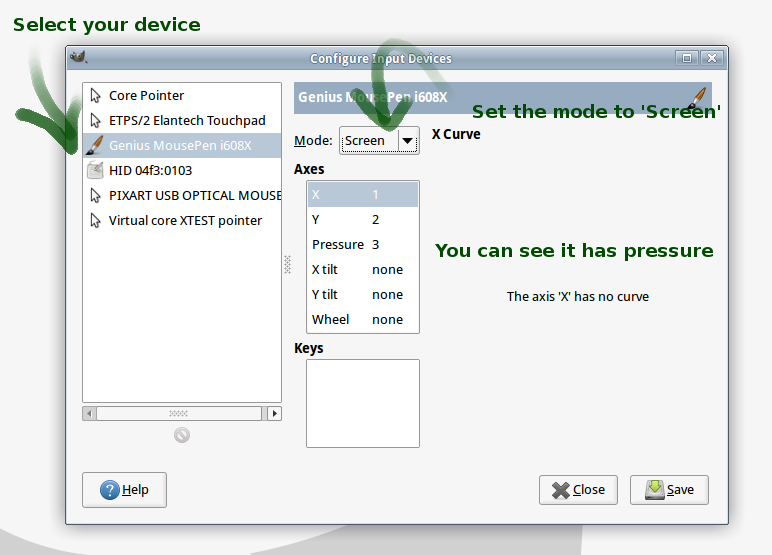 Select your device
Configure Input Devices
Core Pointer
ETPS/2 Elantech Touchpad
Genius MousePen i608X
HID 04f3:0103
PIXART USB OPTICAL MOUSE
Virtual core XTEST pointer
Genius MousePen i608X
Set the mode to 'Screen'
Mode: Screen
X Curve
Axes
X 1
Y 2
Pressure 3
X tilt none
Y tilt none
Wheel none
You can see it has pressure
The axis 'X' has no curve
Keys
Help
Close
Save